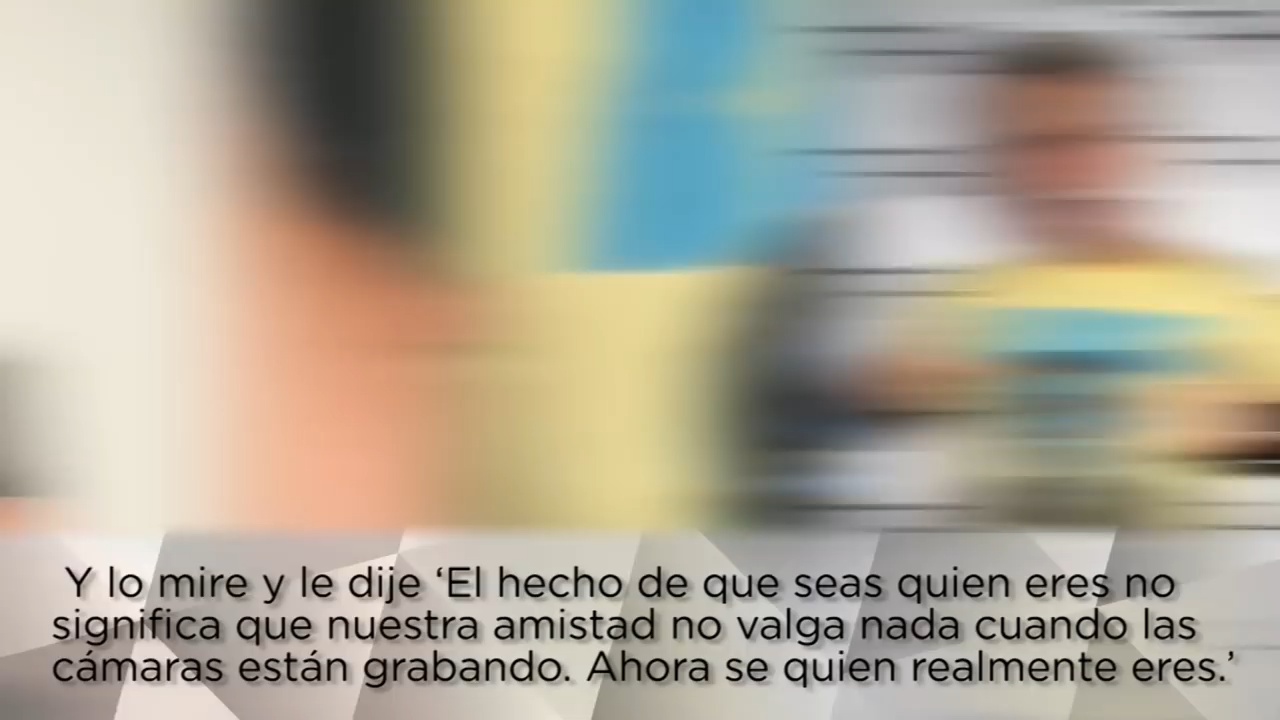 Y lo mire y le dije ‘El hecho de que seas quien eres no
significa que nuestra amistad no valga nada cuando las
cámaras están grabando. Ahora se quien realmente eres.’